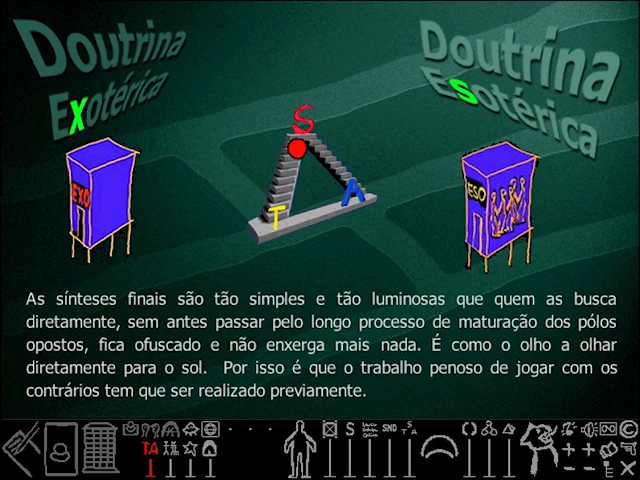 Doutrina
Exotérica
Doutrina
Esotérica
S
EXO
ESO
T
A
As sínteses finais são tão simples e tão luminosas que quem as busca
diretamente, sem antes passar pelo longo processo de maturação dos pólos
opostos, fica ofuscado e não enxerga mais nada. É como o olho a olhar
diretamente para o sol. Por isso é que o trabalho penoso de jogar com os
contrários tem que ser realizado previamente.
TA
S
SND